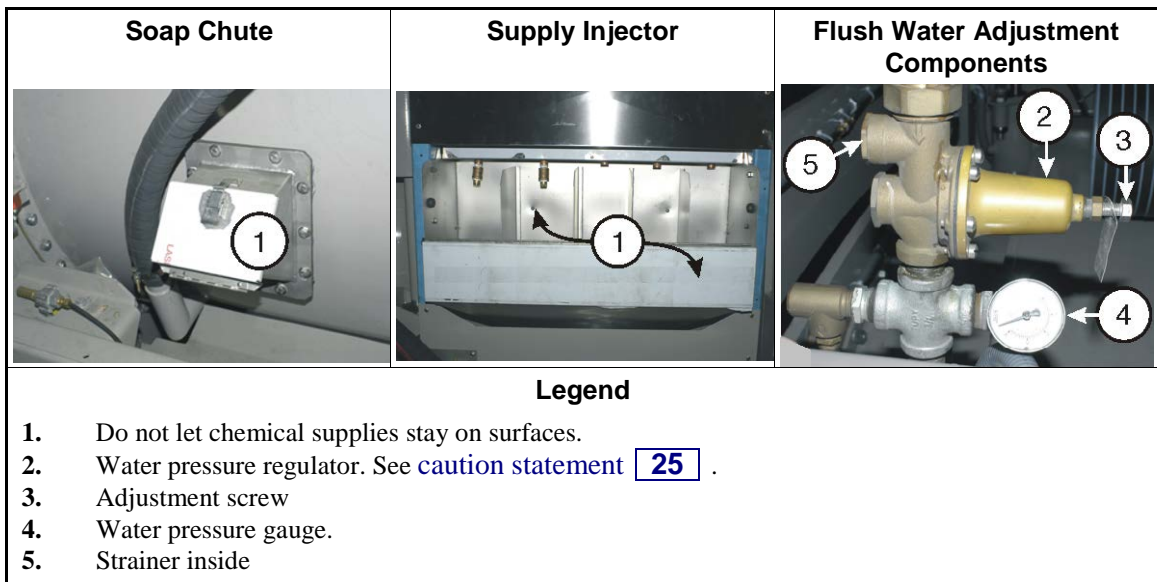 Soap Chute
Supply Injector
Flush Water Adjustment
Components
1
1
2
3
5
4
Legend
1. Do not let chemical supplies stay on surfaces.
2. Water pressure regulator. See caution statement 25 .
3. Adjustment screw
4. Water pressure gauge.
5. Strainer inside